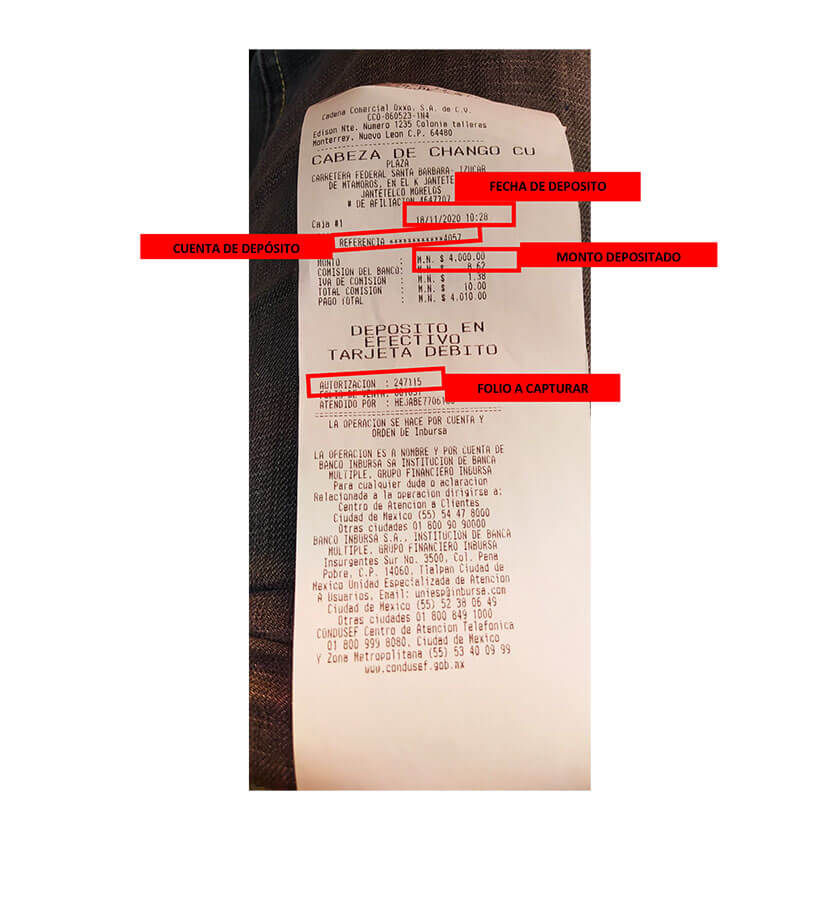 Cadena Comercial Oxxo, S.A. de C.V.
CCO-860523-1N4
Edison Nte. Numero 1235 Colonia talleres
Monterrey, Nuevo Leon C.P. 64480
CABEZA DE CHANGO CU
PLAZA
CARRETERA FEDERAL SANTA BARBARA- IZUCAR
DE MTAMOROS, EN EL K JANTETE
JANTETELCO MORELOS
# DE AFILIACION 4647707
FECHA DE DEPOSITO
Caja #1 18/11/2020 10:28
CUENTA DE DEPÓSITO
REFERENCIA ************4057
MONTO : M.N. $ 4,000.00
MONTO DEPOSITADO
COMISION DEL BANCO: M.N. $ 8.62
IVA DE COMISION : M.N. $ 1.38
TOTAL COMISION : M.N. $ 10.00
PAGO TOTAL : M.N. $ 4,010.00
DEPOSITO EN
EFECTIVO
TARJETA DEBITO
AUTORIZACION : 247115
FOLIO A CAPTURAR
FOLIO DE VENTA:
ATENDIDO POR :
LA OPERACION SE HACE POR CUENTA Y
ORDEN DE Inbursa
LA OPERACION ES A NOMBRE Y POR CUENTA DE
BANCO INBURSA SA INSTITUCION DE BANCA
MULTIPLE, GRUPO FINANCIERO INBURSA
Para cualquier duda o aclaracion
Relacionada a la operacion dirigirse a:
Centro de Atencion a Clientes
Ciudad de Mexico (55) 54 47 8000
Otras ciudades 01 800 90 90000
BANCO INBURSA S.A., INSTITUCION DE BANCA
MULTIPLE, GRUPO FINANCIERO INBURSA
Insurgentes Sur No. 3500, Col. Pena
Pobre, C.P. 14060, Tlalpan Ciudad de
Mexico Unidad Especializada de Atencion
A Usuarios, Email: uniesp@inbursa.com
Ciudad de Mexico (55) 52 38 06 49
Otras ciudades 01 800 849 1000
CONDUSEF Centro de Atencion Telefonica
01 800 999 8080, Ciudad de Mexico
Y Zona Metropolitana (55) 53 40 09 99
www.condusef.gob.mx